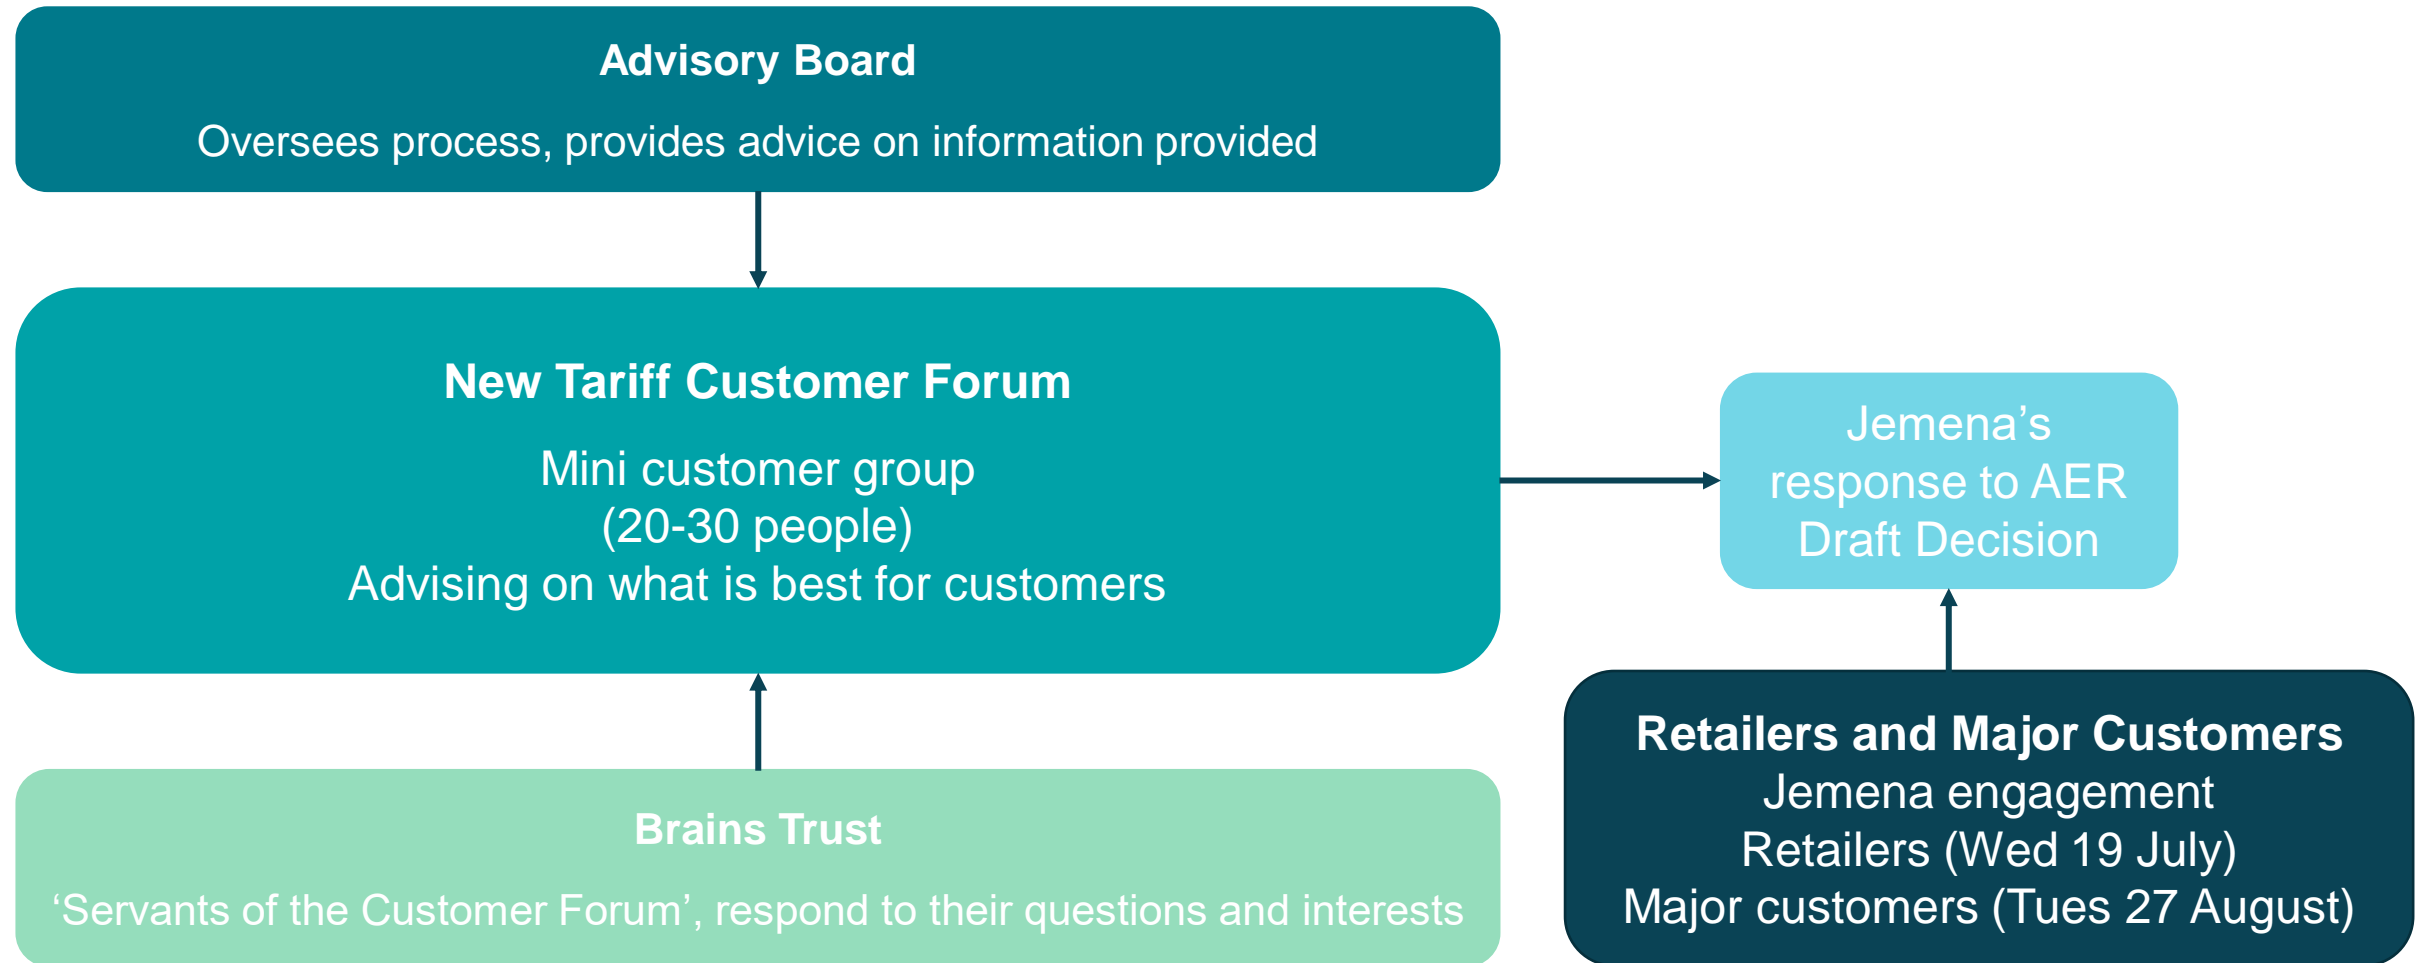 Advisory Board
Oversees process, provides advice on information provided
New Tariff Customer Forum
Mini customer group
(20-30 people)
Advising on what is best for customers
Jemena’s
response to AER
Draft Decision
Brains Trust
‘Servants of the Customer Forum’, respond to their questions and interests
Retailers and Major Customers
Jemena engagement
Retailers (Wed 19 July)
Major customers (Tues 27 August)